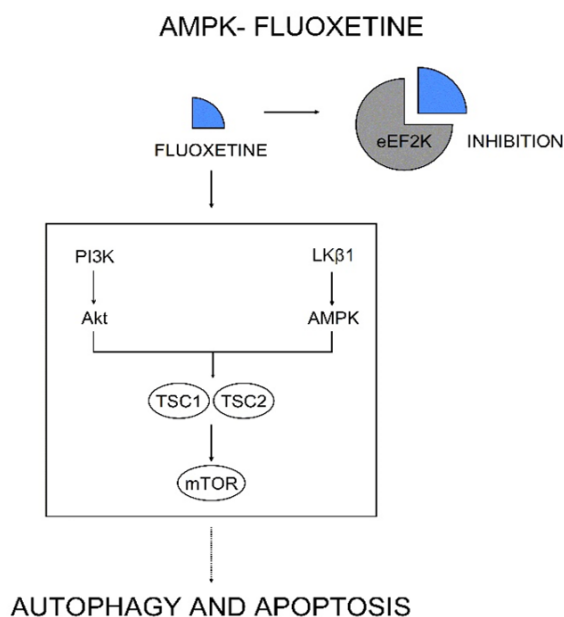 AMPK- FLUOXETINE
FLUOXETINE
eEF2K
INHIBITION
PI3K
LKβ1
Akt
AMPK
TSC1
TSC2
mTOR
AUTOPHAGY AND APOPTOSIS